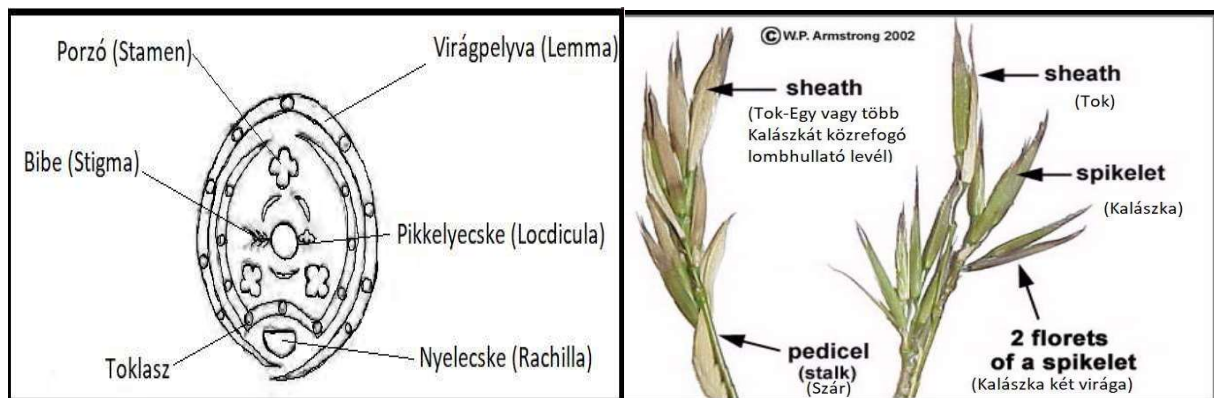 Porzó (Stamen)
Virágpelyva (Lemma)
Bibe (Stigma)
Pikkelyecske (Locdicula)
Toklasz
Nyelecske (Rachilla)
©W.P. Armstrong 2002
sheath
(Tok-Egy vagy több
Kalászkát közrefogó
lombhullató levél)
sheath
(Tok)
spikelet
(Kalászka)
pedicel
(stalk)
(Szár)
2 florets
of a spikelet
(Kalászka két virága)